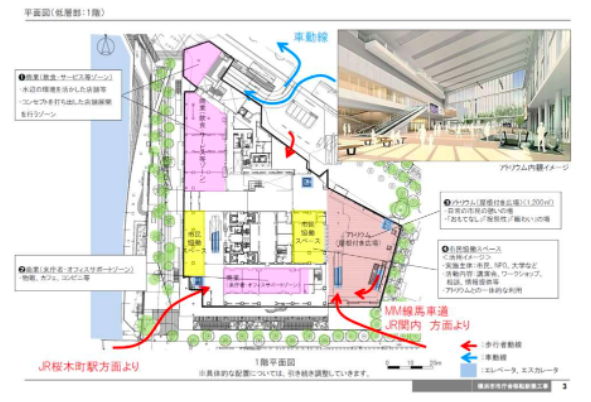 平面図(低層部:1階)
車動線
❶商業(飲食・サービス等ゾーン)
・水辺の環境を活かした店舗等
・コンセプトを打ち出した店舗展開
を行うゾーン
商業(飲食・サービス等ゾーン)
アトリウム内観イメージ
❸アトリウム(屋根付き広場)(1,200㎡)
・日常の市民の憩いの場
・「おもてなし」「祝祭性」「賑わい」の場
市民
協働
スペース
市民
協働
スペース
アトリウム
(屋根付き広場)
❹市民協働スペース
<活用イメージ>
・実施主体:市民、NPO、大学など
・活動内容:講演会、ワークショップ、
相談、情報提供等
・アトリウムとの一体的な利用
❷商業(来庁者・オフィスサポートゾーン)
・物販、カフェ、コンビニ等
商業
(来庁者・オフィスサポートゾーン)
MM線馬車道
JR関内 方面より
JR桜木町駅方面より
1階平面図
※具体的な配置については、引き続き調整していきます。
0 10 25m
:歩行者動線
:車動線
:エレベータ、エスカレータ
横浜市市庁舎移転新築工事 3